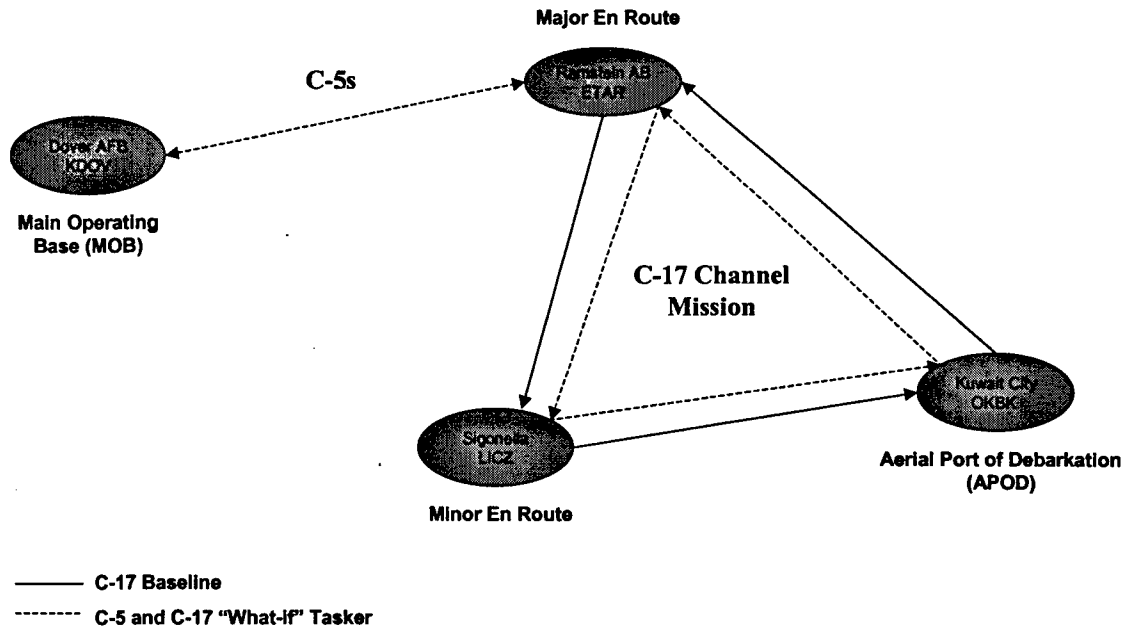 Major En Route
Ramstein AB
ETAR
C-5s
Dover AFB
KDOV
Main Operating
Base (MOB)
C-17 Channel
Mission
Kuwait City
OKBK
Sigonella
LICZ
Aerial Port of Debarkation
(APOD)
Minor En Route
C-17 Baseline
C-5 and C-17 “What-if” Tasker